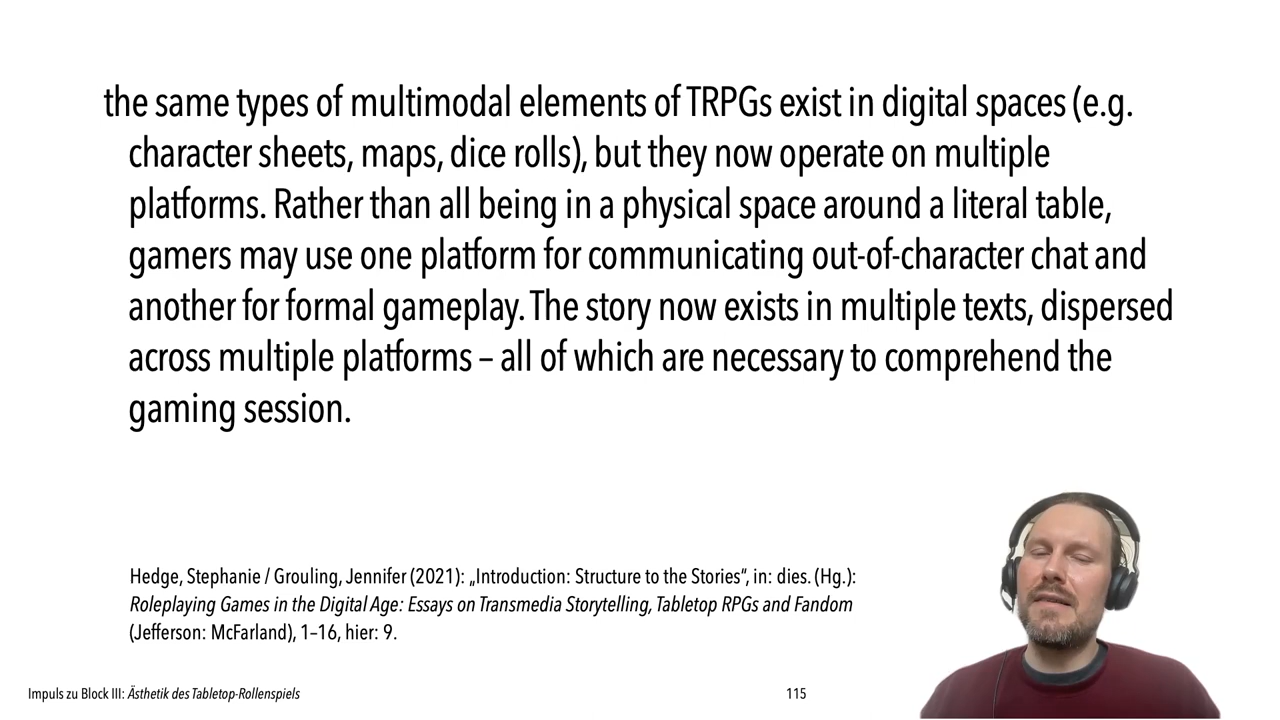 the same types of multimodal elements of TRPGs exist in digital spaces (e.g.
character sheets, maps, dice rolls), but they now operate on multiple
platforms. Rather than all being in a physical space around a literal table,
gamers may use one platform for communicating out-of-character chat and
another for formal gameplay. The story now exists in multiple texts, dispersed
across multiple platforms – all of which are necessary to comprehend the
gaming session.
Hedge, Stephanie / Grouling, Jennifer (2021): „Introduction: Structure to the Stories“, in: dies. (Hg.):
Roleplaying Games in the Digital Age: Essays on Transmedia Storytelling, Tabletop RPGs and Fandom
(Jefferson: McFarland), 1–16, hier: 9.
Impuls zu Block III: Ästhetik des Tabletop-Rollenspiels
115